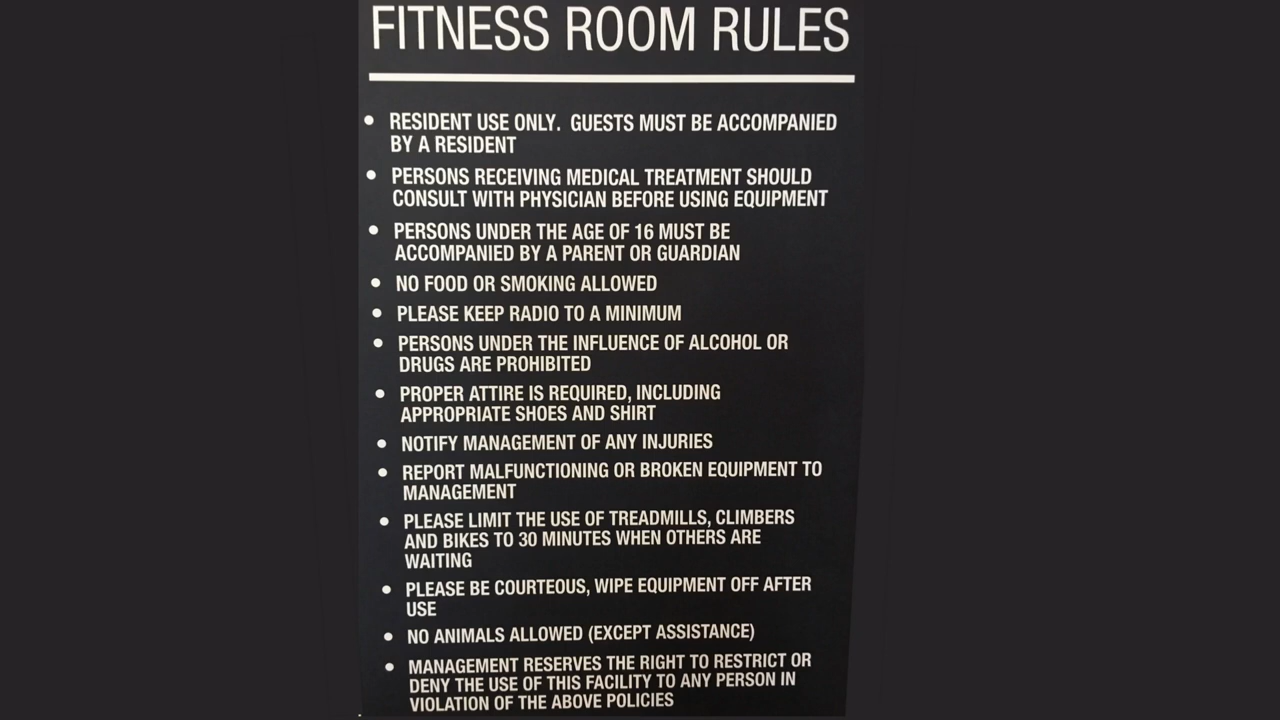 FITNESS ROOM RULES
• RESIDENT USE ONLY. GUESTS MUST BE ACCOMPANIED
BY A RESIDENT
• PERSONS RECEIVING MEDICAL TREATMENT SHOULD
CONSULT WITH PHYSICIAN BEFORE USING EQUIPMENT
• PERSONS UNDER THE AGE OF 16 MUST BE
ACCOMPANIED BY A PARENT OR GUARDIAN
• NO FOOD OR SMOKING ALLOWED
• PLEASE KEEP RADIO TO A MINIMUM
• PERSONS UNDER THE INFLUENCE OF ALCOHOL OR
DRUGS ARE PROHIBITED
• PROPER ATTIRE IS REQUIRED, INCLUDING
APPROPRIATE SHOES AND SHIRT
• NOTIFY MANAGEMENT OF ANY INJURIES
• REPORT MALFUNCTIONING OR BROKEN EQUIPMENT TO
MANAGEMENT
• PLEASE LIMIT THE USE OF TREADMILLS, CLIMBERS
AND BIKES TO 30 MINUTES WHEN OTHERS ARE
WAITING
• PLEASE BE COURTEOUS, WIPE EQUIPMENT OFF AFTER
USE
• NO ANIMALS ALLOWED (EXCEPT ASSISTANCE)
• MANAGEMENT RESERVES THE RIGHT TO RESTRICT OR
DENY THE USE OF THIS FACILITY TO ANY PERSON IN
VIOLATION OF THE ABOVE POLICIES